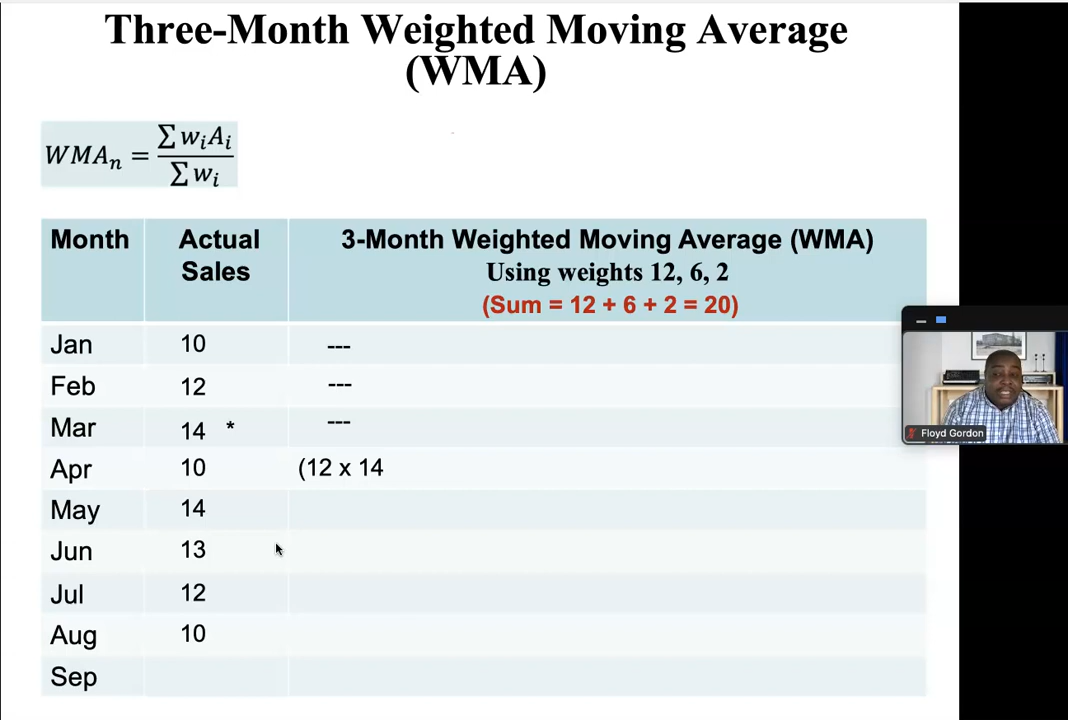 Three-Month Weighted Moving Average
(WMA)
WMAₙ = ∑ wᵢAᵢ / ∑ wᵢ
Month Actual Sales 3-Month Weighted Moving Average (WMA)
Using weights 12, 6, 2
(Sum = 12 + 6 + 2 = 20)
Jan 10 ---
Feb 12 ---
Mar 14 * ---
Apr 10 (12 x 14
May 14
Jun 13
Jul 12
Aug 10
Sep
Floyd Gordon